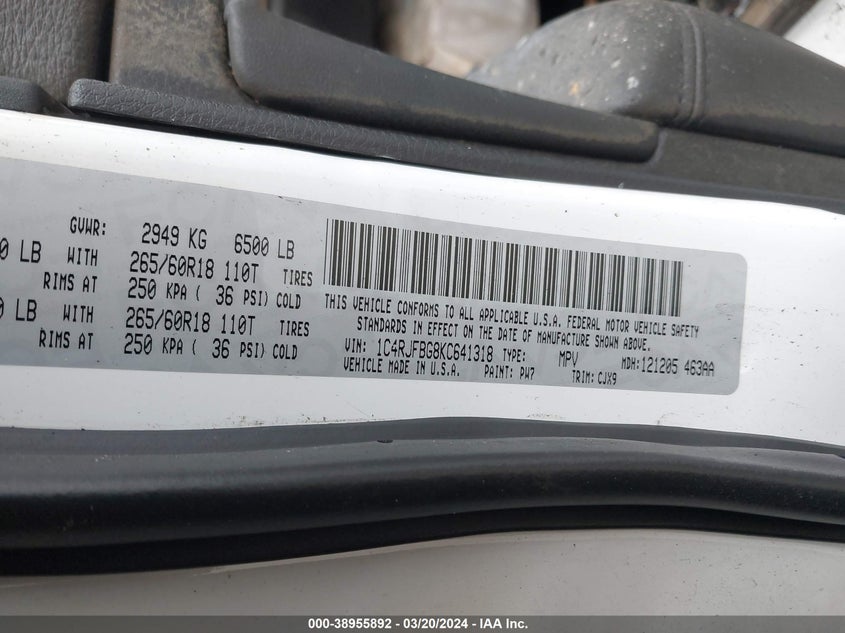 GVWR: 2949 KG 6500 LB
0 LB WITH 265/60R18 110T TIRES
RIMS AT 250 KPA ( 36 PSI) COLD
0 LB WITH 265/60R18 110T TIRES
RIMS AT 250 KPA ( 36 PSI) COLD
THIS VEHICLE CONFORMS TO ALL APPLICABLE U.S.A. FEDERAL MOTOR VEHICLE SAFETY
STANDARDS IN EFFECT ON THE DATE OF MANUFACTURE SHOWN ABOVE.
VIN: 1C4RJFBG8KC641318 TYPE: MPV MDH:121205 463AA
VEHICLE MADE IN U.S.A. PAINT: PW7 TRIM: CJX9
000-38955892 - 03/20/2024 - IAA Inc.